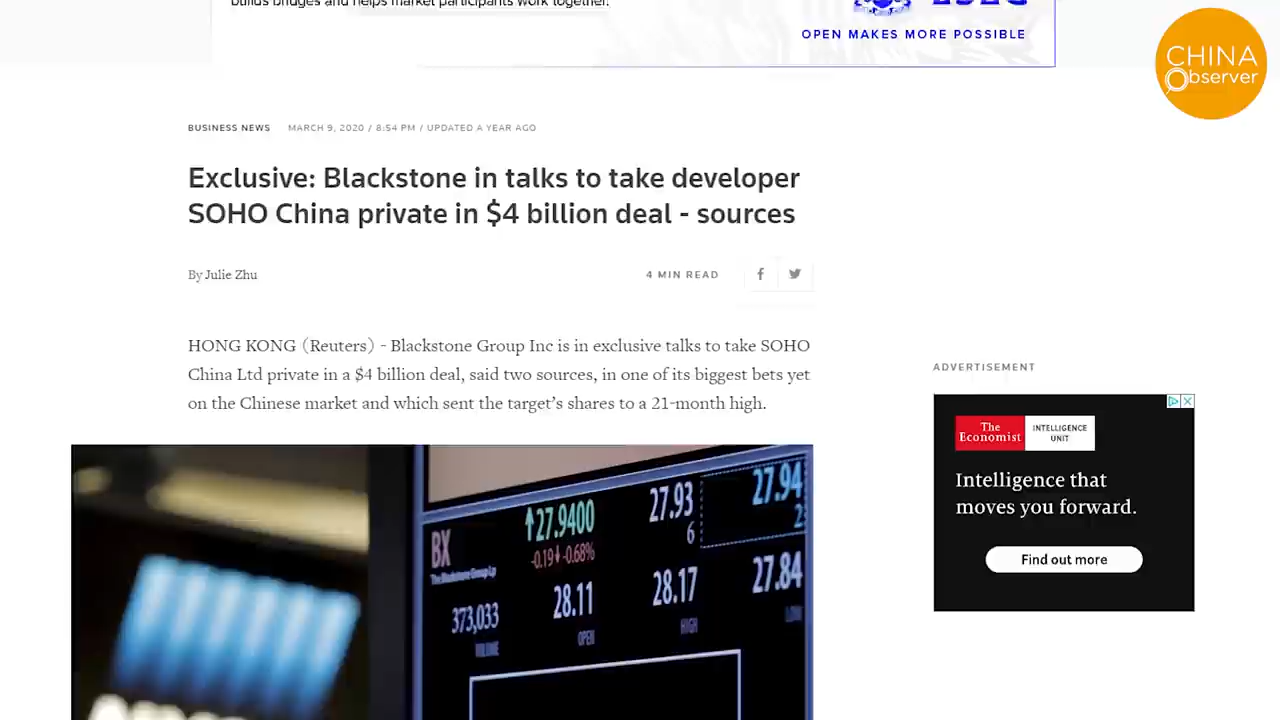 builds bridges and helps market participants work together.
OPEN MAKES MORE POSSIBLE
CHINA
Observer
BUSINESS NEWS MARCH 9, 2020 / 8:54 PM / UPDATED A YEAR AGO
Exclusive: Blackstone in talks to take developer
SOHO China private in $4 billion deal - sources
By Julie Zhu
4 MIN READ
HONG KONG (Reuters) - Blackstone Group Inc is in exclusive talks to take SOHO
China Ltd private in a $4 billion deal, said two sources, in one of its biggest bets yet
on the Chinese market and which sent the target's shares to a 21-month high.
ADVERTISEMENT
The
Economist
INTELLIGENCE
UNIT
Intelligence that
moves you forward.
Find out more
BX
The Blackstone Group Lp
373,033
VOLUME
27.9400
-0.19 -0.68%
28.11
OPEN
27.93
6
28.17
HIGH
27.94
2
27.84
LOW